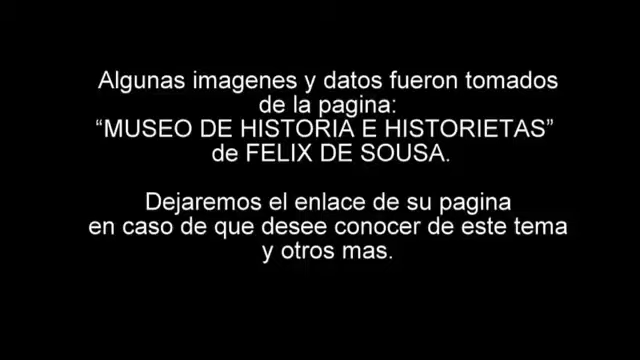 Algunas imagenes y datos fueron tomados
de la pagina:
“MUSEO DE HISTORIA E HISTORIETAS”
de FELIX DE SOUSA.
Dejaremos el enlace de su pagina
en caso de que desee conocer de este tema
y otros mas.